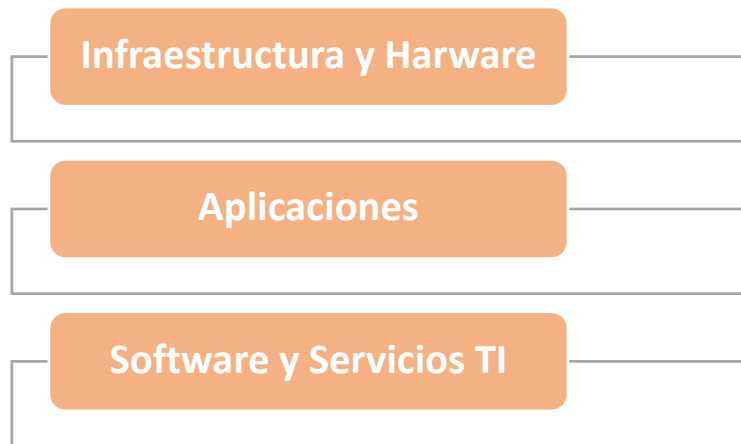 Infraestructura y Harware
Aplicaciones
Software y Servicios TI